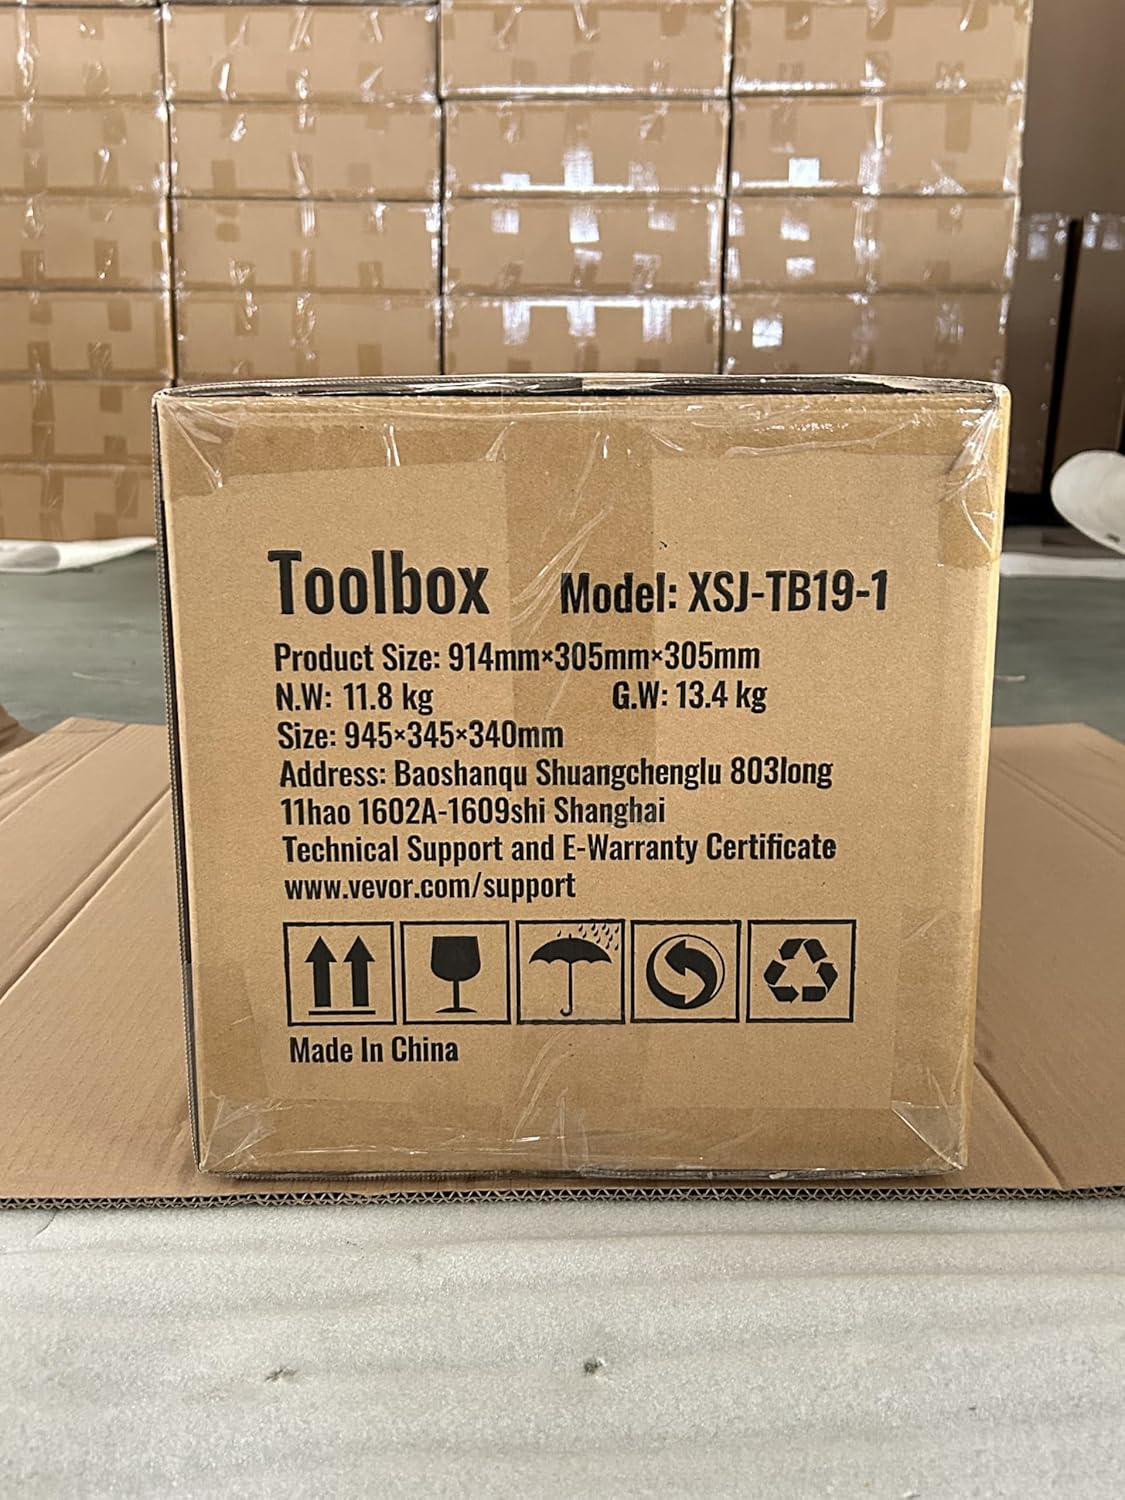 Toolbox Model: XSJ-TB19-1
Product Size: 914mm×305mm×305mm
N.W: 11.8 kg G.W: 13.4 kg
Size: 945×345×340mm
Address: Baoshanqu Shuangchenglu 803long
11hao 1602A-1609shi Shanghai
Technical Support and E-Warranty Certificate
www.vevor.com/support
Made In China